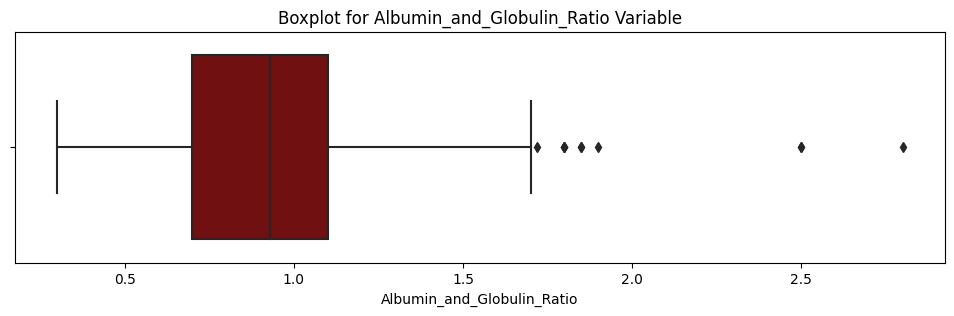 Boxplot for Albumin_and_Globulin_Ratio Variable
0.5 1.0 1.5 2.0 2.5
Albumin_and_Globulin_Ratio